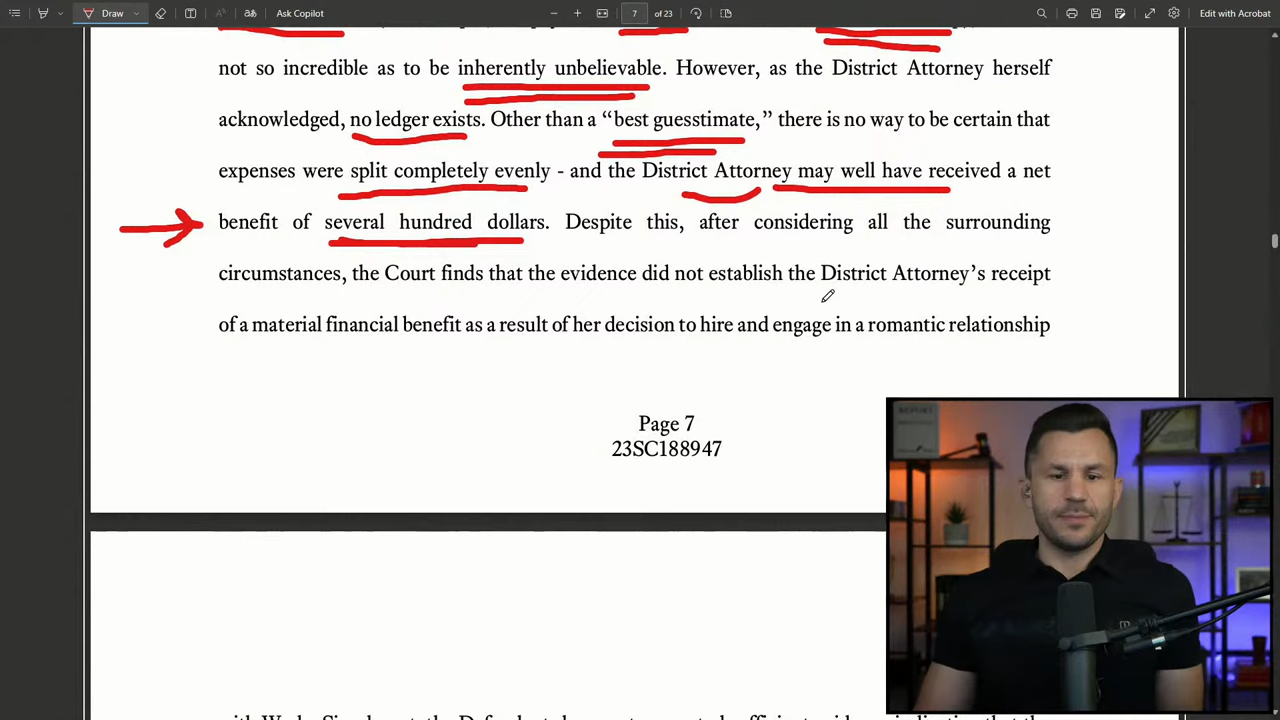 Draw
Ask Copilot
7 of 23
Edit with Acrobat
not so incredible as to be inherently unbelievable. However, as the District Attorney herself
acknowledged, no ledger exists. Other than a “best guesstimate,” there is no way to be certain that
expenses were split completely evenly - and the District Attorney may well have received a net
benefit of several hundred dollars. Despite this, after considering all the surrounding
circumstances, the Court finds that the evidence did not establish the District Attorney’s receipt
of a material financial benefit as a result of her decision to hire and engage in a romantic relationship
Page 7
23SC188947